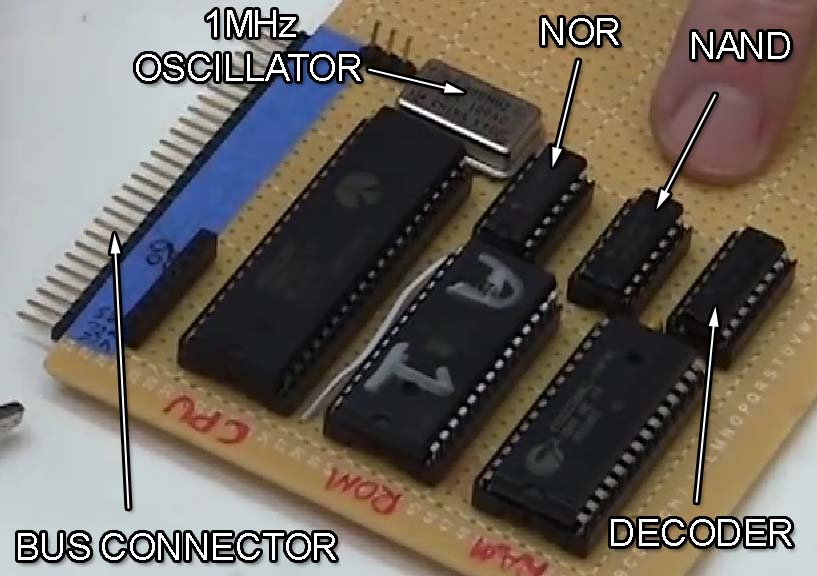 1MHz
OSCILLATOR
NOR
NAND
CPU
ROM
RAM
BUS CONNECTOR
DECODER